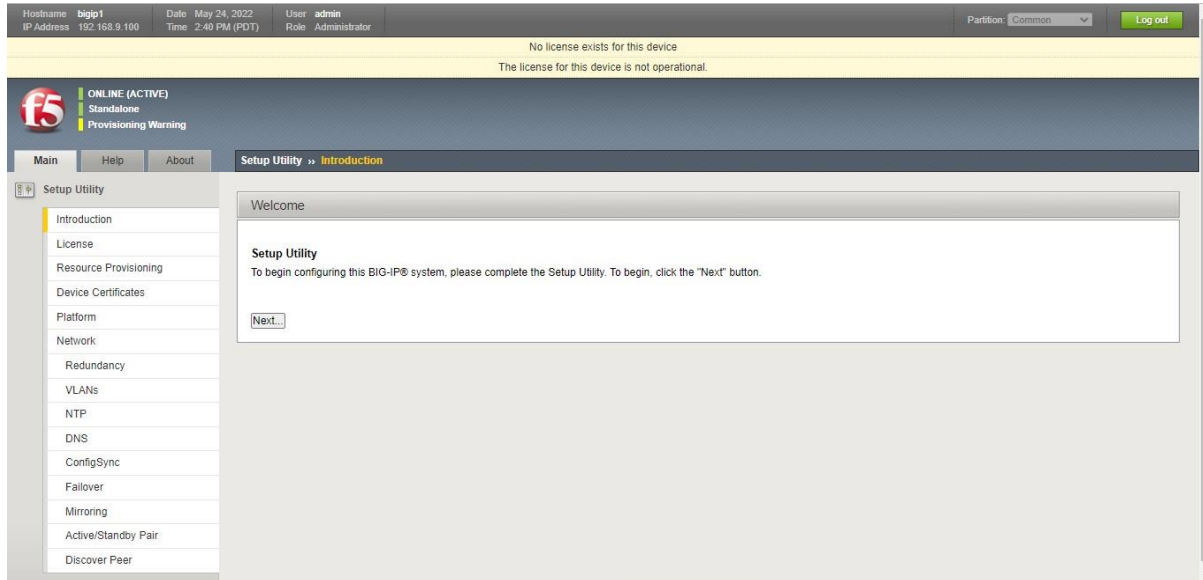 Hostname bigip1 Date May 24, 2022 User admin
IP Address 192.168.9.100 Time 2:40 PM (PDT) Role Administrator
Partition: Common
Log out
No license exists for this device
The license for this device is not operational.
f5
ONLINE (ACTIVE)
Standalone
Provisioning Warning
Main Help About
Setup Utility ›› Introduction
Setup Utility
Introduction
License
Resource Provisioning
Device Certificates
Platform
Network
Redundancy
VLANs
NTP
DNS
ConfigSync
Failover
Mirroring
Active/Standby Pair
Discover Peer
Welcome
Setup Utility
To begin configuring this BIG-IP® system, please complete the Setup Utility. To begin, click the "Next" button.
Next...